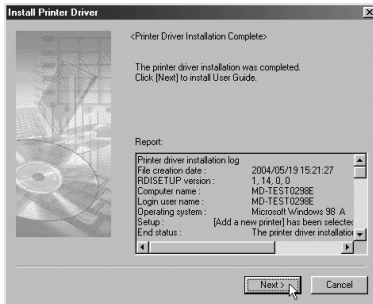 Install Printer Driver
<Printer Driver Installation Complete>
The printer driver installation was completed.
Click [Next] to install User Guide.
Report:
Printer driver installation log
File creation date : 2004/05/19 15:21:27
RDISETUP version : 1, 14, 0, 0
Computer name : MD-TEST0298E
Login user name : MD-TEST0298E
Operating system : Microsoft Windows 98 A
Setup : [Add a new printer] has been selected
End status : The printer driver installation
Next >
Cancel